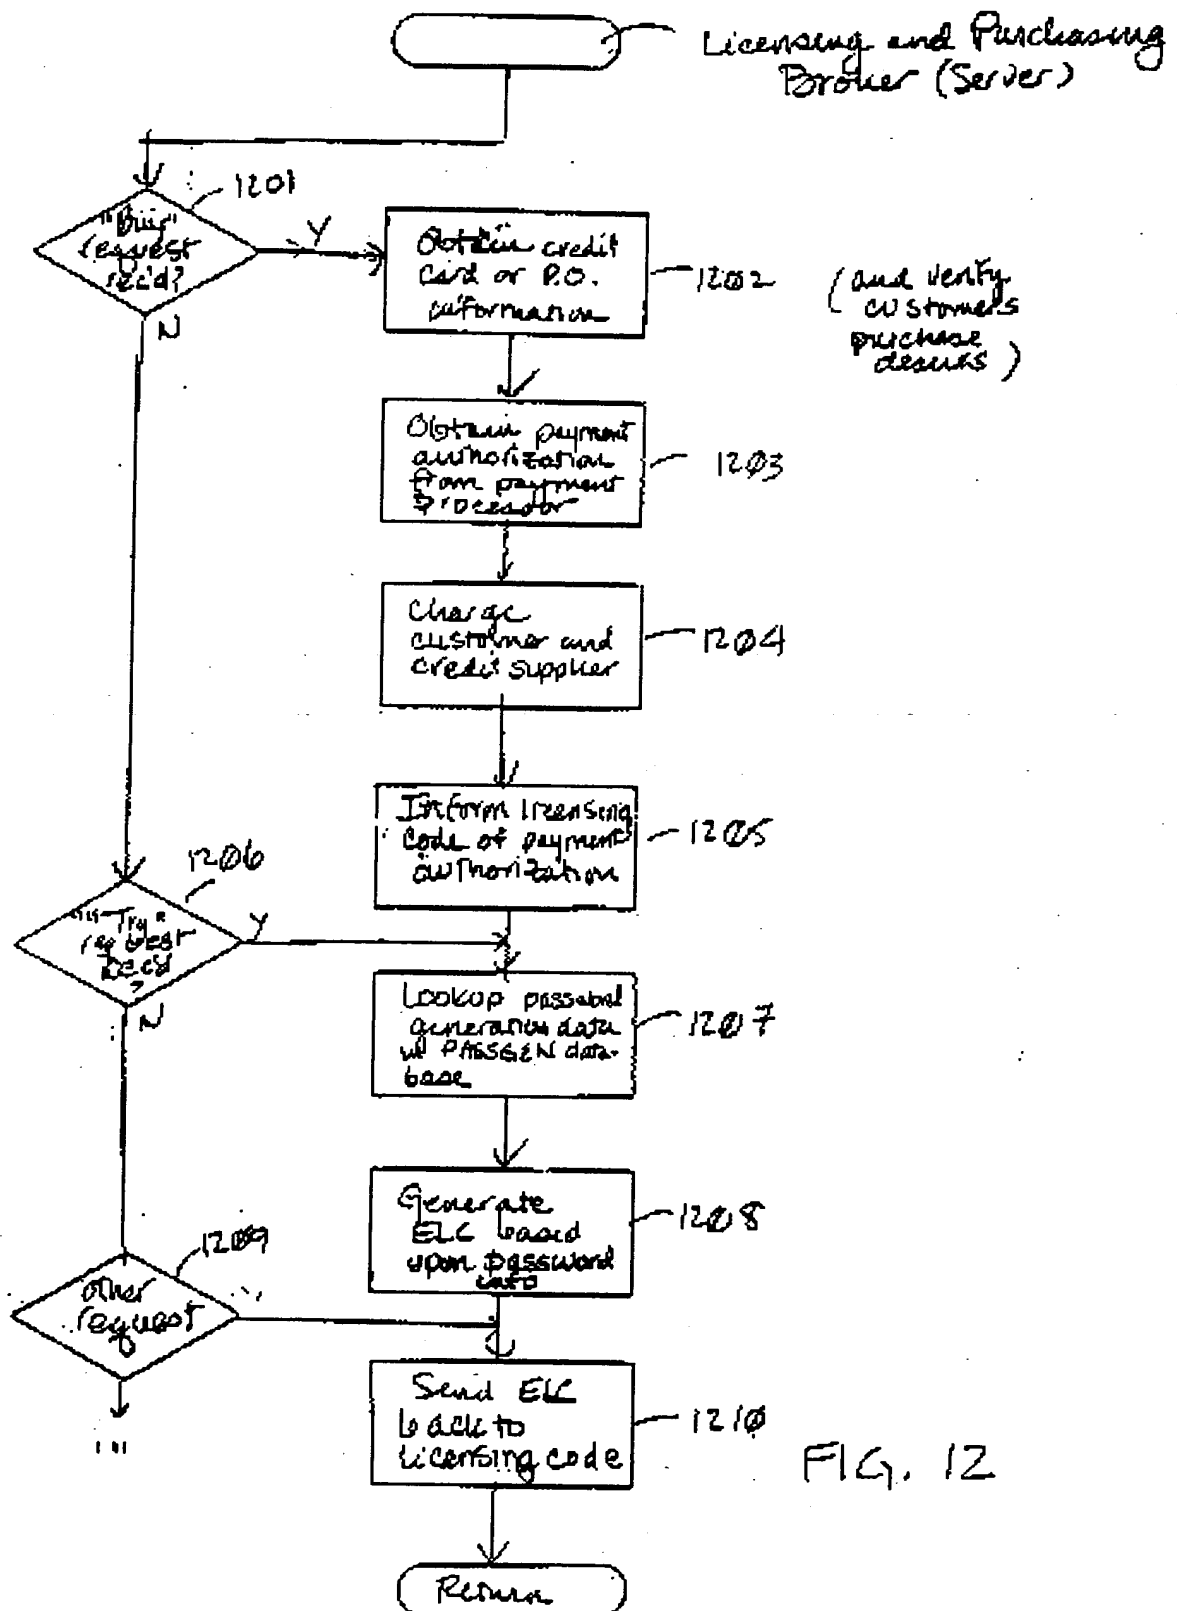 Licensing and Purchasing
Broker (Server)
1201
"Buy"
request
rec'd?
Y
N
Obtain credit
card or P.O.
information
1202
(and verify
customers
purchase
desires)
Obtain payment
authorization
from payment
processor
1203
Charge
customer and
credit supplier
1204
Inform licensing
code of payment
authorization
1205
1206
"Try"
request
Rec'd
?
Y
N
Lookup password
generation data
w/ PASSGEN data-
base
1207
Generate
ELC based
upon password
info
1208
1209
other
request
Send ELC
back to
licensing code
1210
FIG. 12
Return